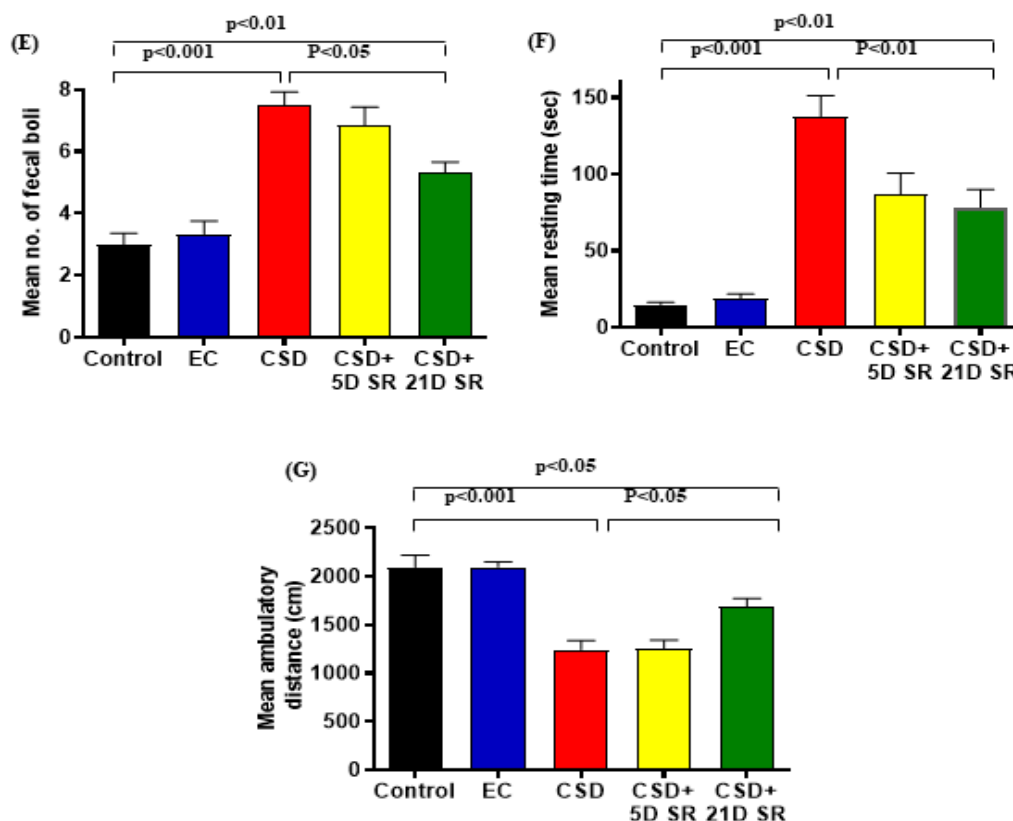 (E)
p<0.01
p<0.001
P<0.05
Mean no. of fecal boli
8
6
4
2
0
Control
EC
CSD
CSD+
5D SR
CSD+
21D SR
(F)
p<0.01
p<0.001
P<0.01
Mean resting time (sec)
150
100
50
0
Control
EC
CSD
CSD+
5D SR
CSD+
21D SR
(G)
p<0.05
p<0.001
P<0.05
Mean ambulatory
distance (cm)
2500
2000
1500
1000
500
0
Control
EC
CSD
CSD+
5D SR
CSD+
21D SR